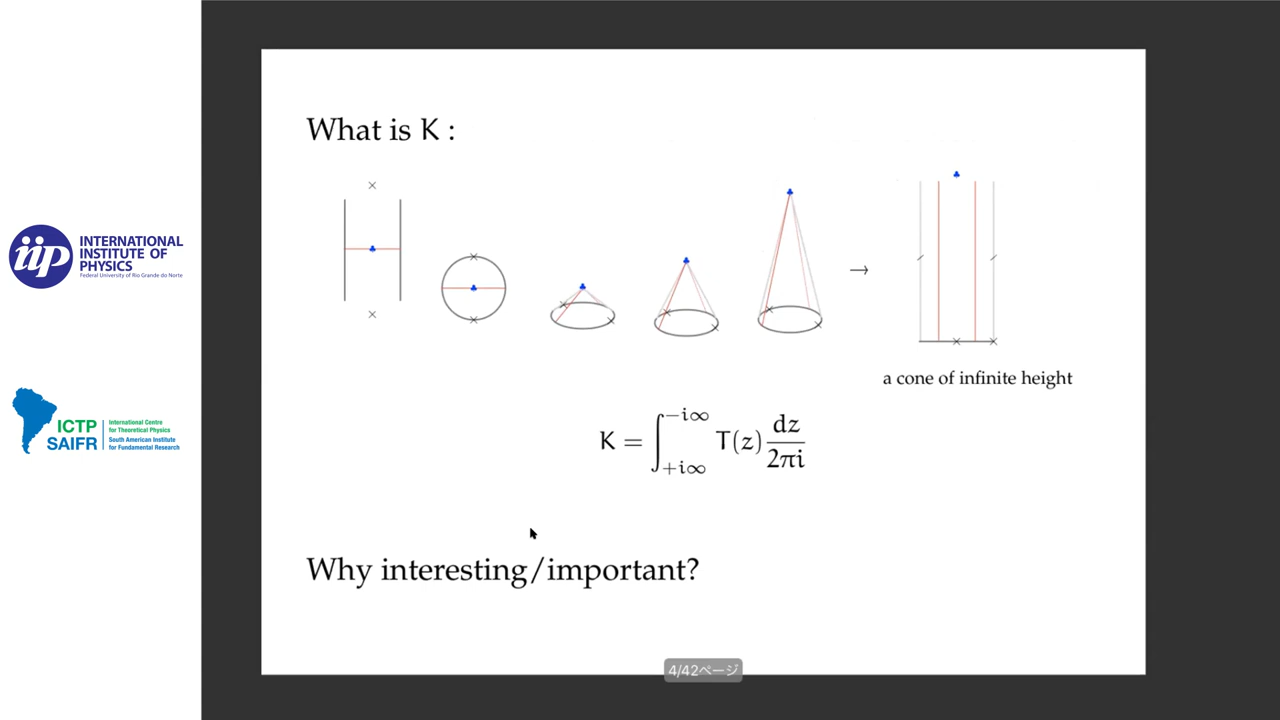 What is K :
→
a cone of infinite height
K = ∫_{+i∞}^{−i∞} T(z) dz/2πi
Why interesting/important?
4/42ページ
iip INTERNATIONAL
INSTITUTE OF
PHYSICS
Federal University of Rio Grande do Norte
ICTP
SAIFR
International Centre
for Theoretical Physics
South American Institute
for Fundamental Research